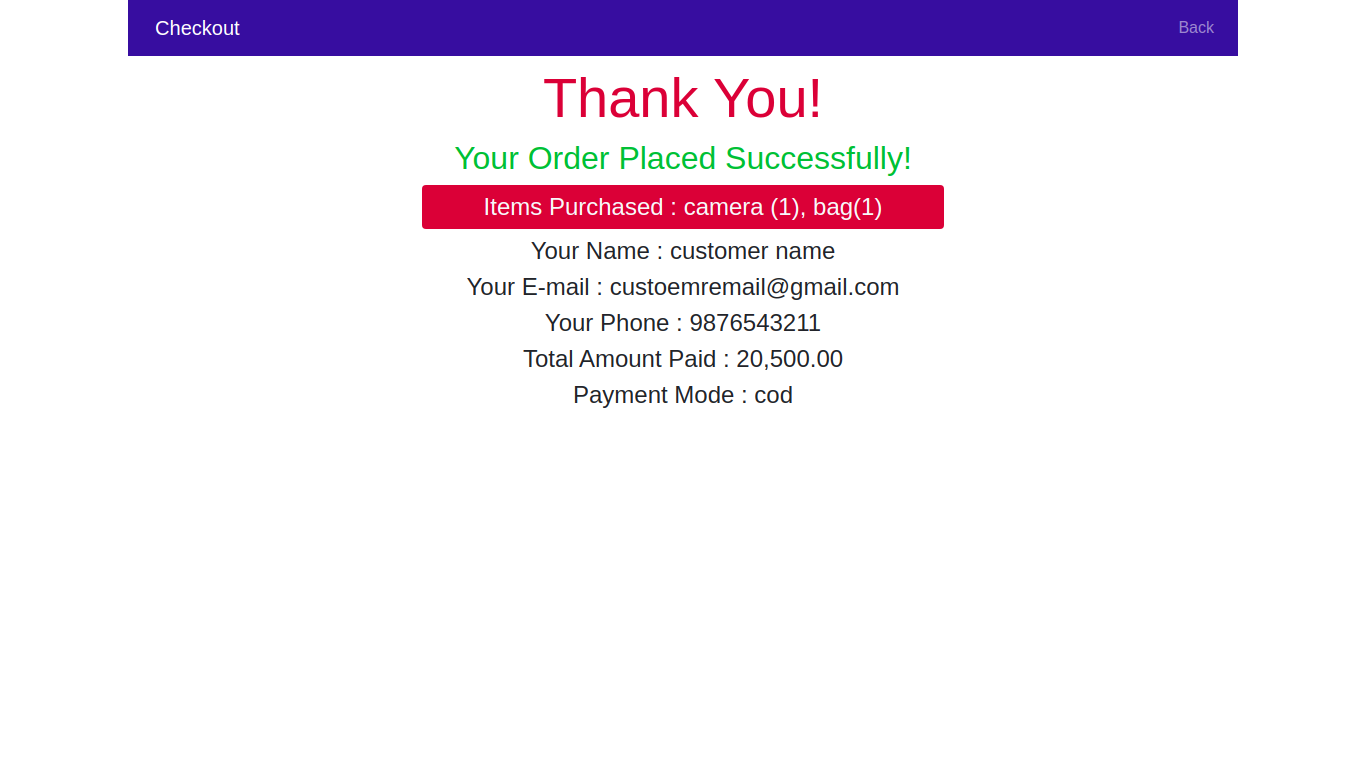 Checkout
Back
Thank You!
Your Order Placed Successfully!
Items Purchased : camera (1), bag(1)
Your Name : customer name
Your E-mail : custoemremail@gmail.com
Your Phone : 9876543211
Total Amount Paid : 20,500.00
Payment Mode : cod